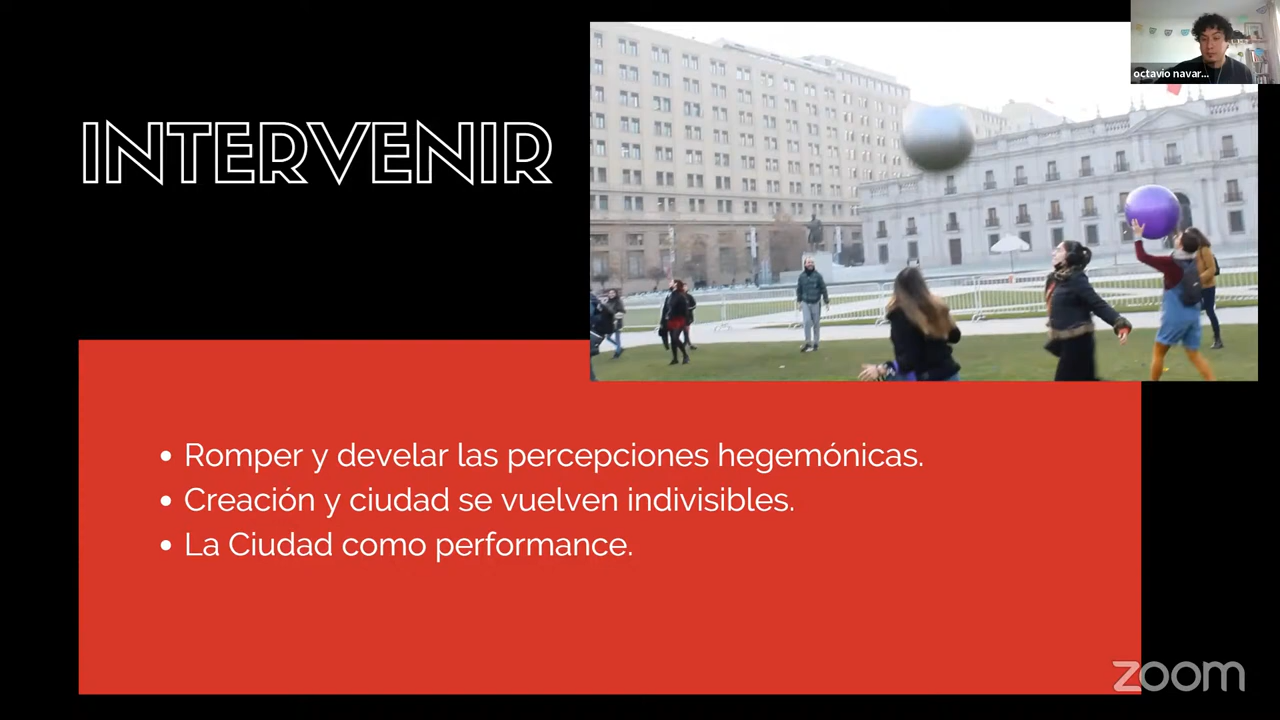 octavio navar...
INTERVENIR
Romper y develar las percepciones hegemónicas.
Creación y ciudad se vuelven indivisibles.
La Ciudad como performance.
zoom